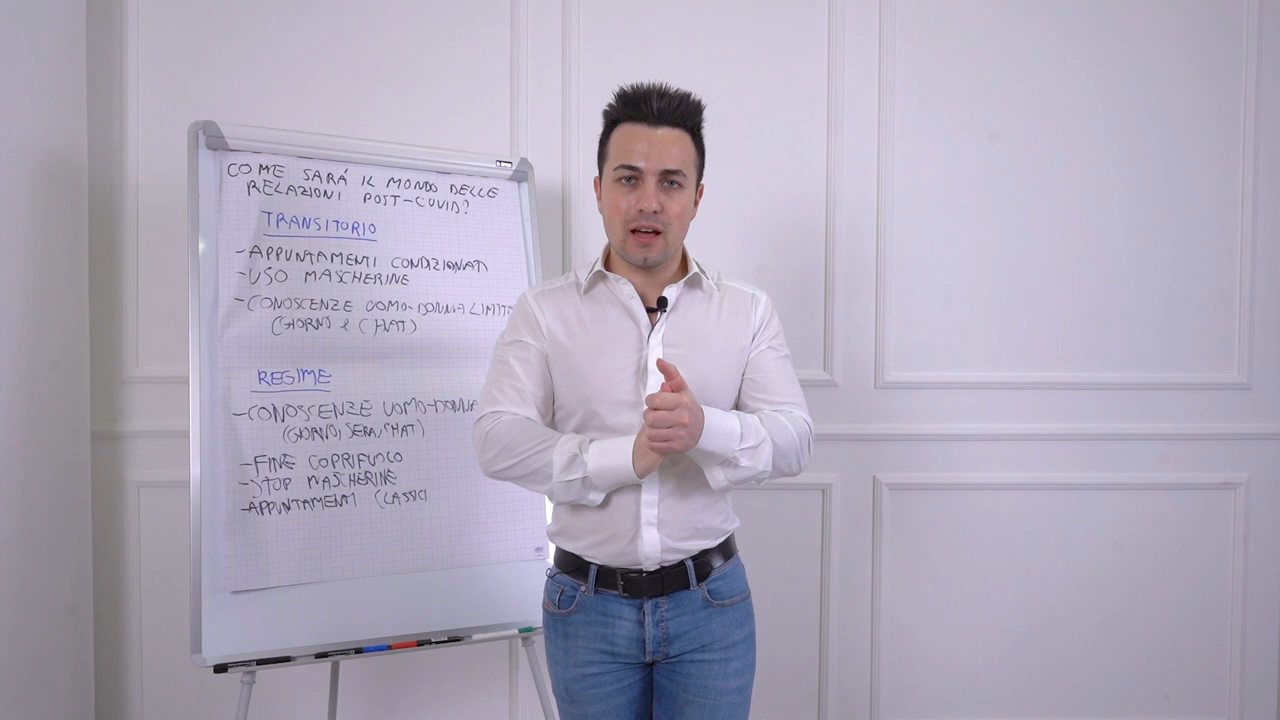 COME SARÁ IL MONDO DELLE
RELAZIONI POST-COVID?
TRANSITORIO
-APPUNTAMENTI CONDIZIONATI
-USO MASCHERINE
-CONOSCENZE UOMO-DONNA LIMIT
(GIORNO E CHAT)
REGIME
-CONOSCENZE UOMO-DONNA
(GIORNO, SERA, CHAT)
-FINE COPRIFUOCO
-STOP MASCHERINE
-APPUNTAMENTI CLASSICI